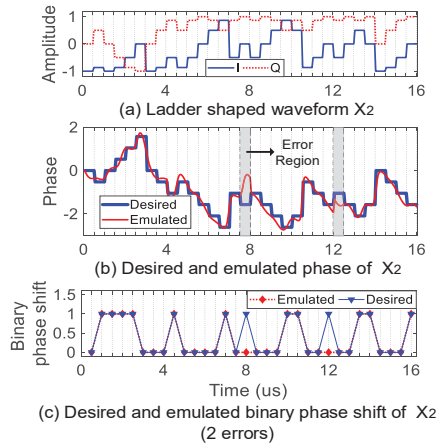 Amplitude
1
0
-1
I
Q
0
4
8
12
16
(a) Ladder shaped waveform X2
Phase
2
0
-2
Error
Region
Desired
Emulated
0
4
8
12
16
(b) Desired and emulated phase of X2
Binary
phase shift
1.5
1
0.5
0
Emulated
Desired
0
4
8
12
16
Time (us)
(c) Desired and emulated binary phase shift of X2
(2 errors)